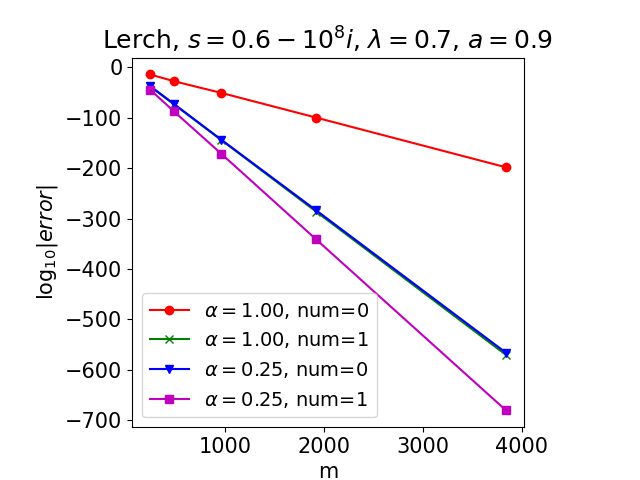 Lerch, $s = 0.6 - 10^8 i$, $\lambda = 0.7$, $a = 0.9$
log₁₀|error|
0
−100
−200
−300
−400
−500
−600
−700
α = 1.00, num=0
α = 1.00, num=1
α = 0.25, num=0
α = 0.25, num=1
1000 2000 3000 4000
m